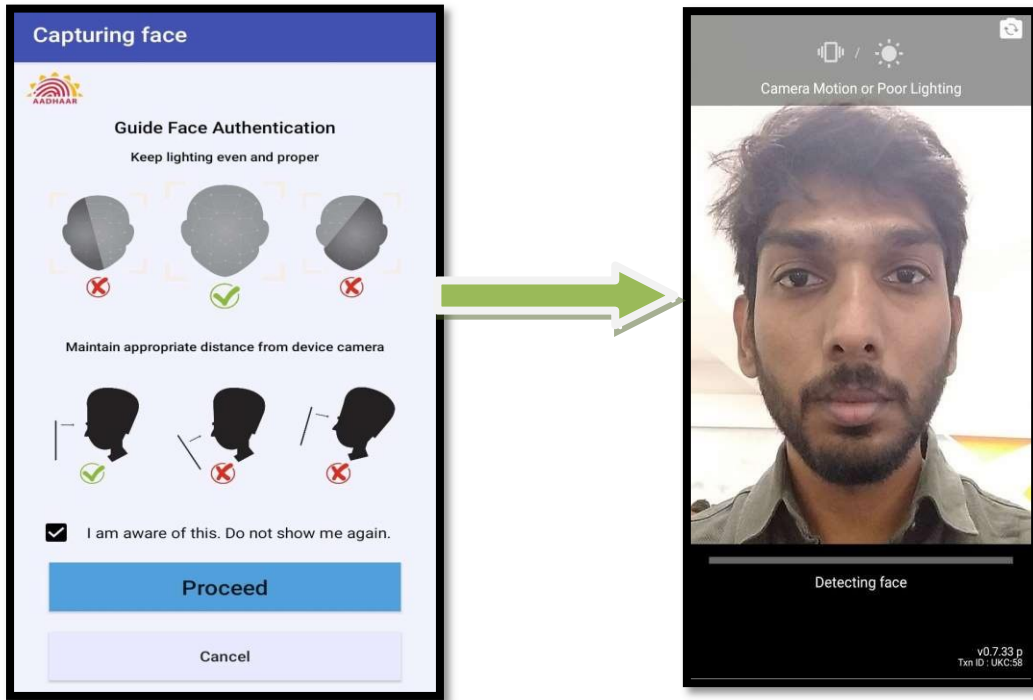 Capturing face
AADHAAR
Guide Face Authentication
Keep lighting even and proper
Maintain appropriate distance from device camera
I am aware of this. Do not show me again.
Proceed
Cancel
Camera Motion or Poor Lighting
Detecting face
v0.7.33 p
Txn ID : UKC:58